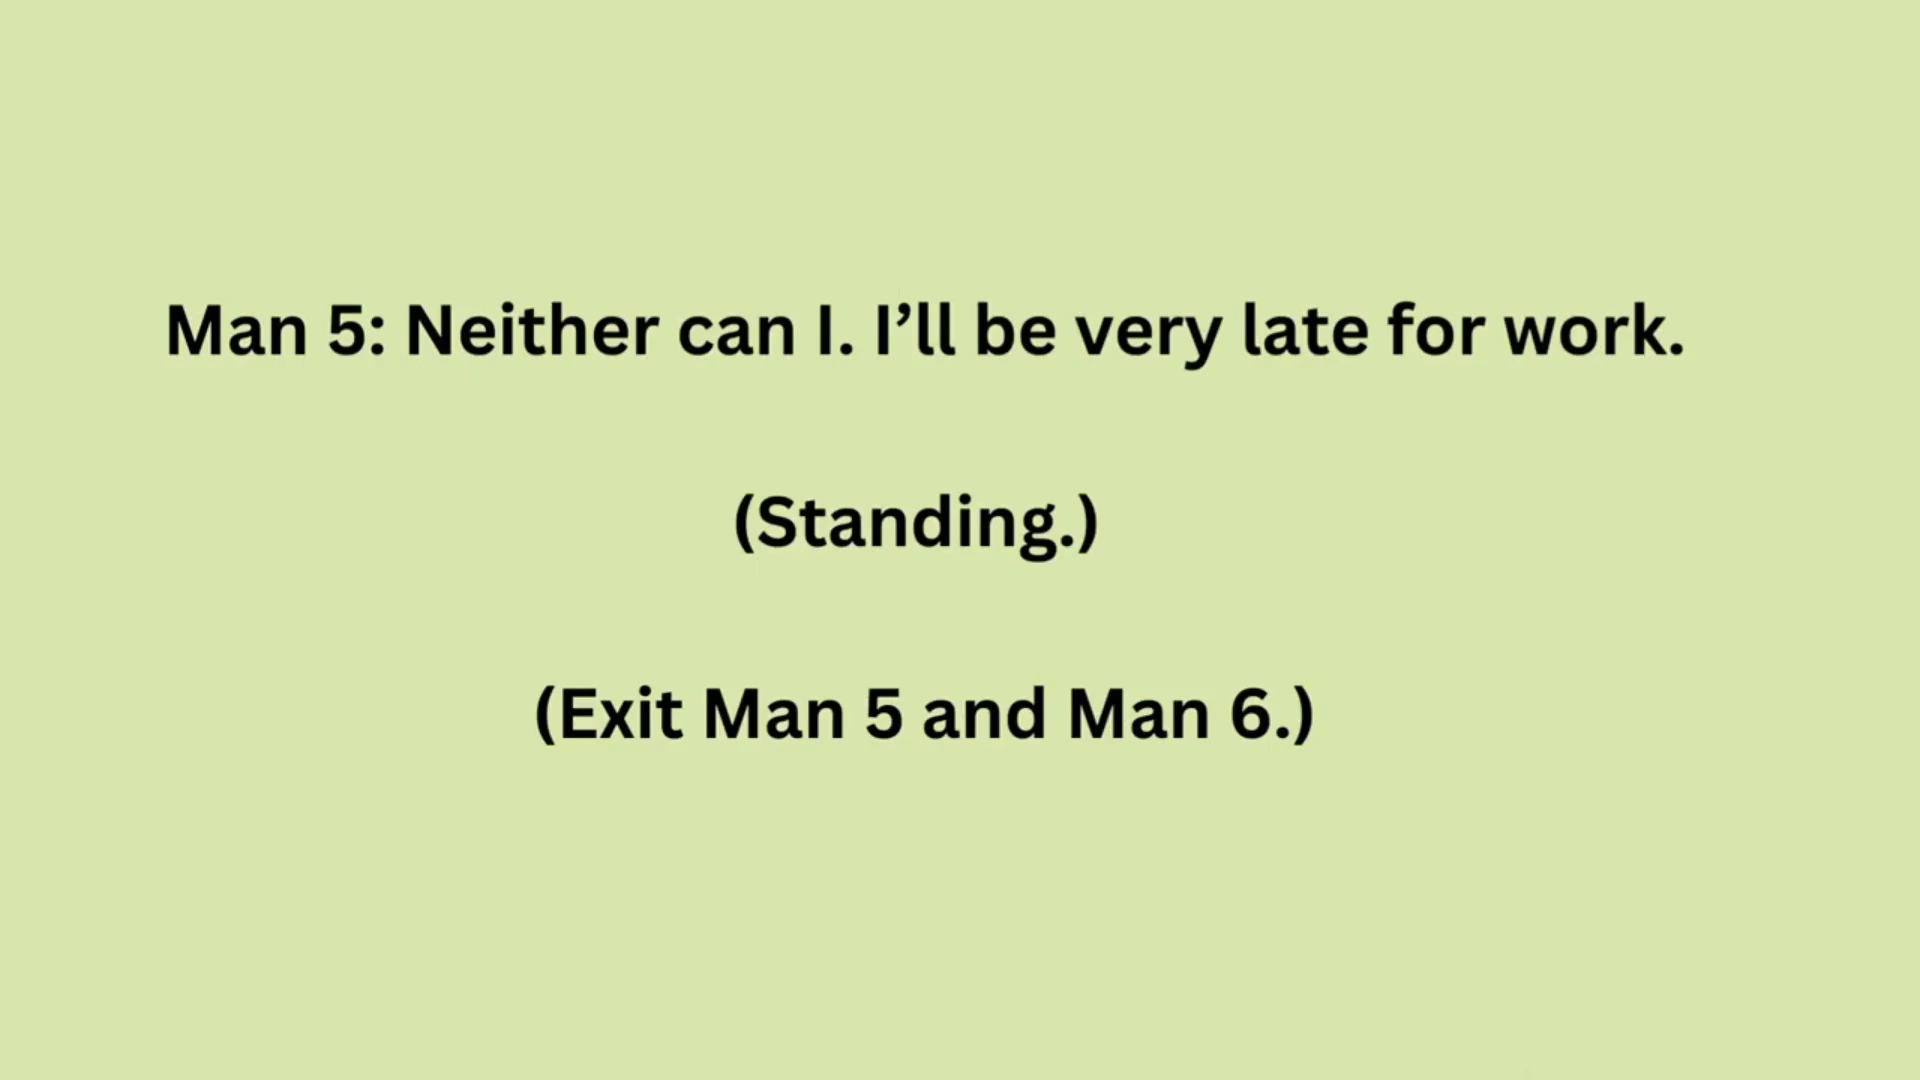 Man 5: Neither can I. I’ll be very late for work.
(Standing.)
(Exit Man 5 and Man 6.)